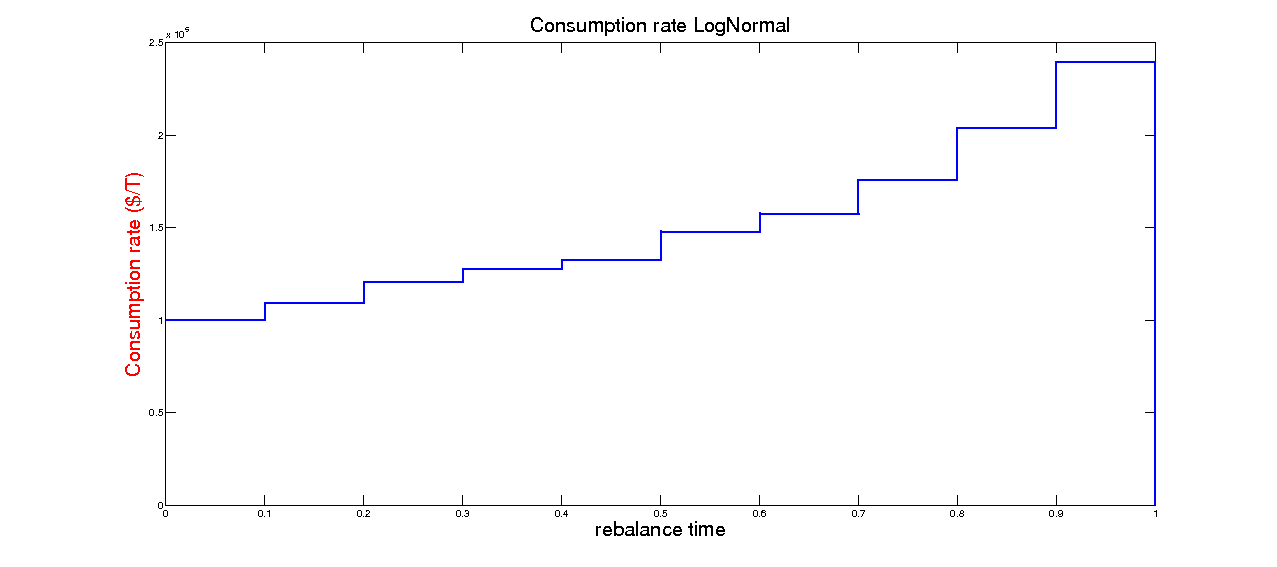 Consumption rate LogNormal
x 10^5
2.5
2
1.5
1
0.5
0
Consumption rate ($/T)
0 0.1 0.2 0.3 0.4 0.5 0.6 0.7 0.8 0.9 1
rebalance time